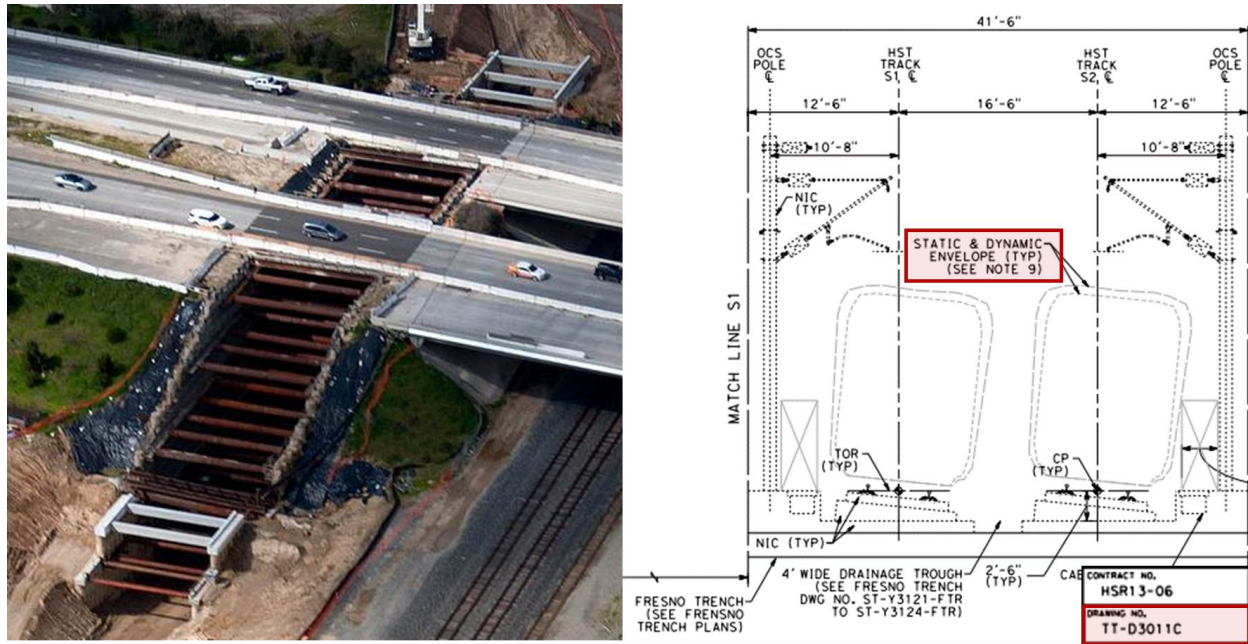 41'-6"
OCS
POLE
℄
HST
TRACK
S1, ℄
HST
TRACK
S2, ℄
OCS
POLE
℄
12'-6"
16'-6"
12'-6"
10'-8"
10'-8"
NIC
(TYP)
STATIC & DYNAMIC
ENVELOPE (TYP)
(SEE NOTE 9)
MATCH LINE S1
TOR
(TYP)
CP
(TYP)
NIC (TYP)
4' WIDE DRAINAGE TROUGH
(SEE FRESNO TRENCH
DWG NO. ST-Y3121-FTR
TO ST-Y3124-FTR)
2'-6"
(TYP)
CAB
FRESNO TRENCH
(SEE FRENSNO
TRENCH PLANS)
CONTRACT NO.
HSR13-06
DRAWING NO.
TT-D3011C